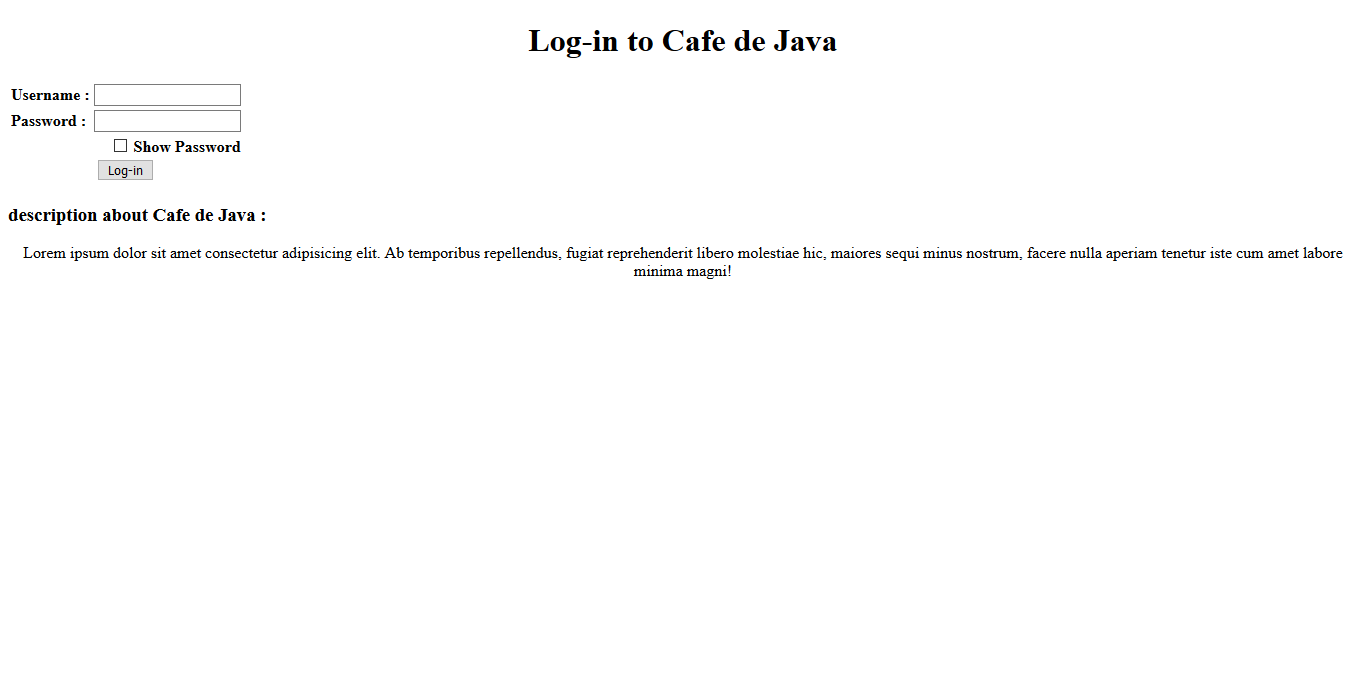 Log-in to Cafe de Java
Username :
Password :
Show Password
Log-in
description about Cafe de Java :
Lorem ipsum dolor sit amet consectetur adipisicing elit. Ab temporibus repellendus, fugiat reprehenderit libero molestiae hic, maiores sequi minus nostrum, facere nulla aperiam tenetur iste cum amet labore
minima magni!